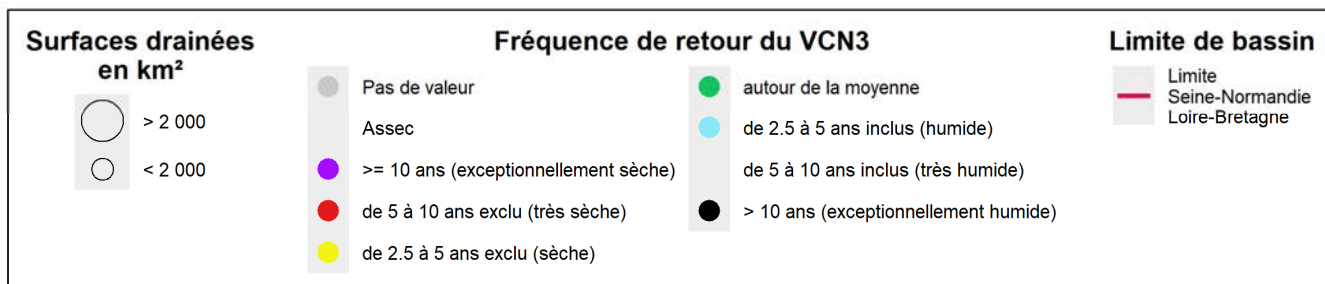 Surfaces drainées
en km²
> 2 000
< 2 000
Fréquence de retour du VCN3
Pas de valeur
Assec
>= 10 ans (exceptionnellement sèche)
de 5 à 10 ans exclu (très sèche)
de 2.5 à 5 ans exclu (sèche)
autour de la moyenne
de 2.5 à 5 ans inclus (humide)
de 5 à 10 ans inclus (très humide)
> 10 ans (exceptionnellement humide)
Limite de bassin
Limite
Seine-Normandie
Loire-Bretagne